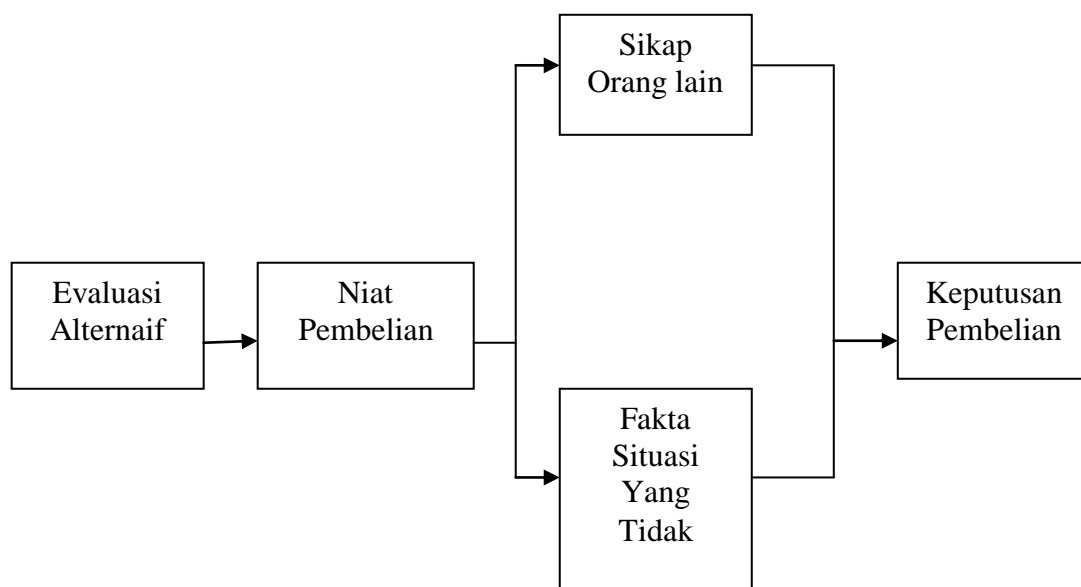 Sikap
Orang lain
Evaluasi
Alternaif
Niat
Pembelian
Keputusan
Pembelian
Fakta
Situasi
Yang
Tidak